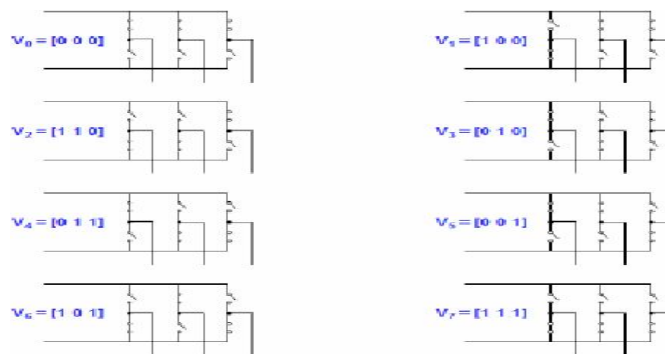 V0 = [0 0 0]
V1 = [1 0 0]
V2 = [1 1 0]
V3 = [0 1 0]
V4 = [0 1 1]
V5 = [0 0 1]
V6 = [1 0 1]
V7 = [1 1 1]